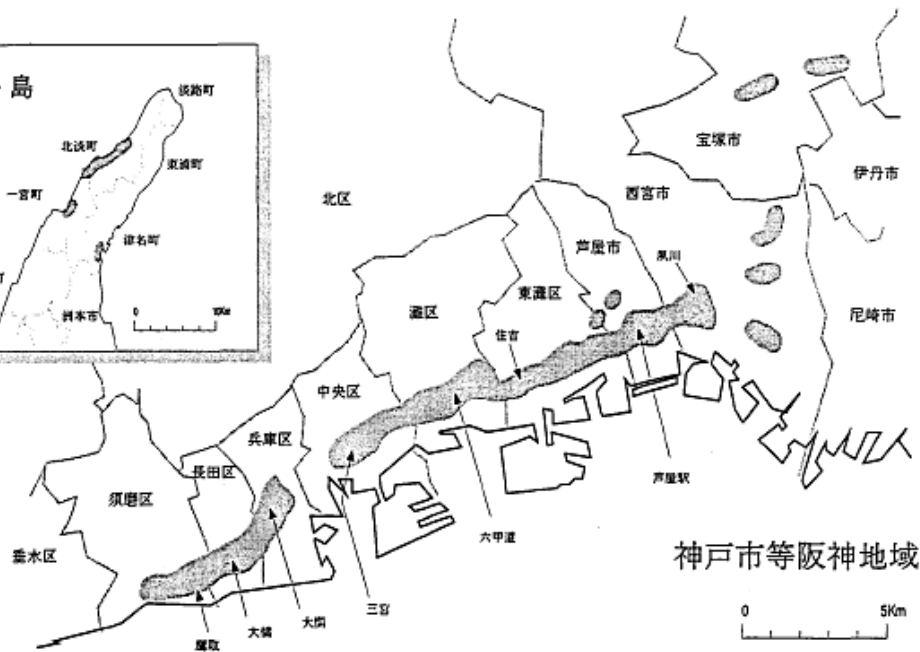 島
淡路町
北淡町
東浦町
一宮町
津名町
町
洲本市
0
10Km
北区
宝塚市
伊丹市
西宮市
芦屋市
夙川
東灘区
灘区
尼崎市
住吉
中央区
兵庫区
長田区
須磨区
芦屋駅
垂水区
六甲道
神戸市等阪神地域
三宮
大開
大橋
鷹取
0
5Km